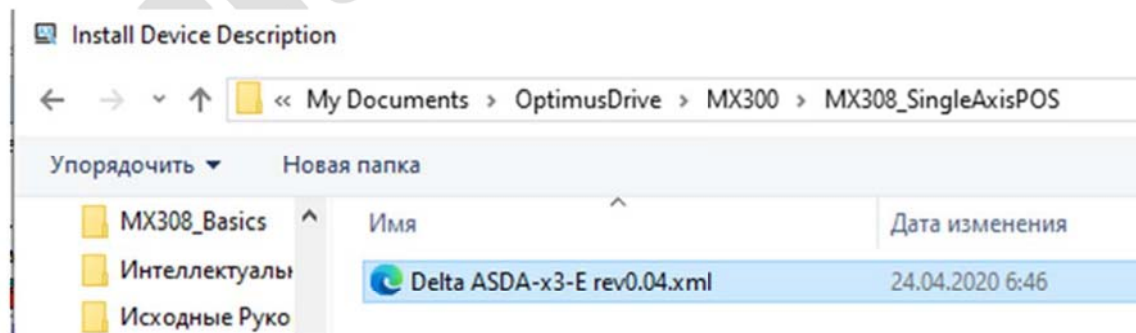 Install Device Description
« My Documents › OptimusDrive › MX300 › MX308_SingleAxisPOS
Упорядочить Новая папка
MX308_Basics Имя Дата изменения
Delta ASDA-x3-E rev0.04.xml 24.04.2020 6:46
Исходные Руко